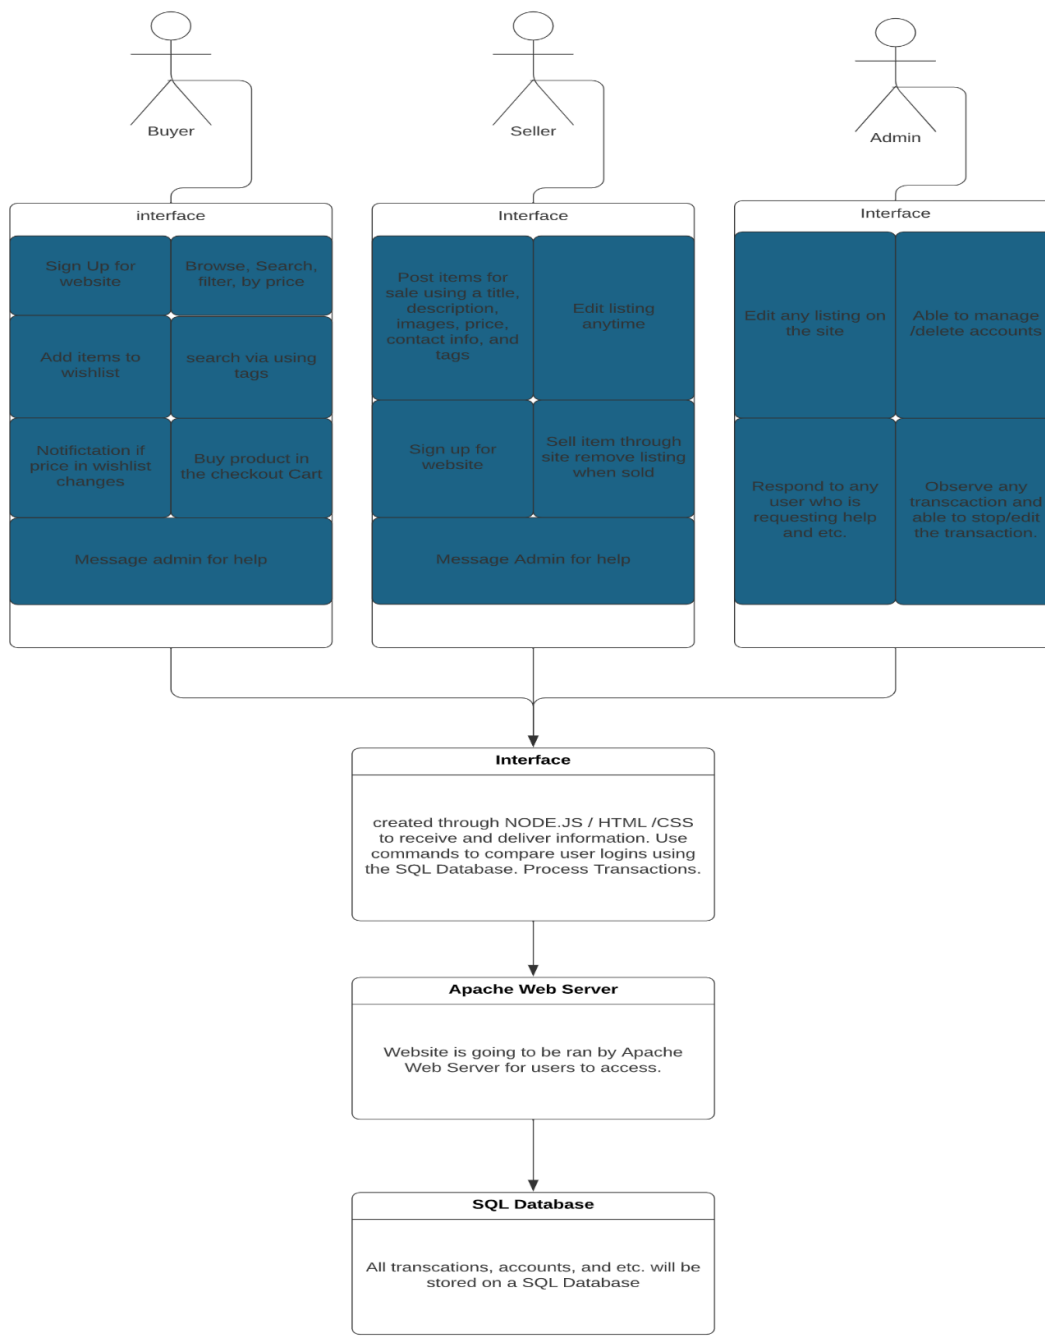 Buyer
Seller
Admin
interface
Sign Up for
website
Browse, Search,
filter, by price
Add items to
wishlist
search via using
tags
Notifictation if
price in wishlist
changes
Buy product in
the checkout Cart
Message admin for help
Interface
Post items for
sale using a title,
description,
images, price,
contact info, and
tags
Edit listing
anytime
Sign up for
website
Sell item through
site remove listing
when sold
Message Admin for help
Interface
Edit any listing on
the site
Able to manage
/delete accounts
Respond to any
user who is
requesting help
and etc.
Observe any
transcaction and
able to stop/edit
the transaction.
Interface
created through NODE.JS / HTML /CSS
to receive and deliver information. Use
commands to compare user logins using
the SQL Database. Process Transactions.
Apache Web Server
Website is going to be ran by Apache
Web Server for users to access.
SQL Database
All transcations, accounts, and etc. will be
stored on a SQL Database